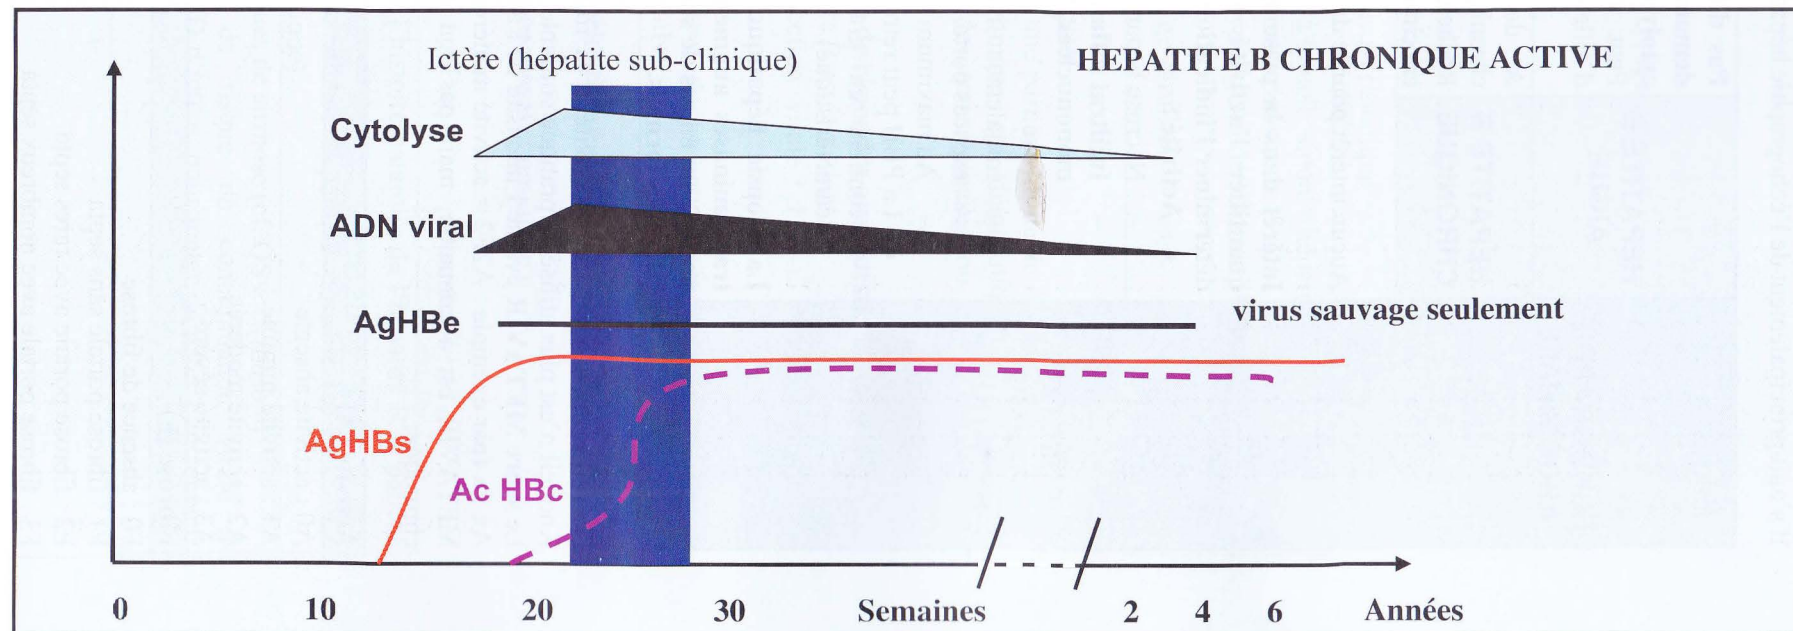 Ictère (hépatite sub-clinique)
HEPATITE B CHRONIQUE ACTIVE
Cytolyse
ADN viral
AgHBe
virus sauvage seulement
AgHBs
Ac HBc
0 10 20 30 Semaines 2 4 6 Années